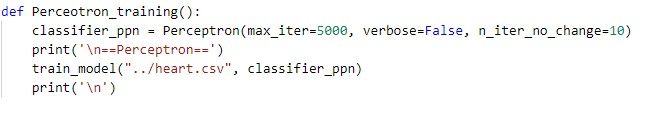 def Perceotron_training():
    classifier_ppn = Perceptron(max_iter=5000, verbose=False, n_iter_no_change=10)
    print('\n==Perceptron==')
    train_model("../heart.csv", classifier_ppn)
    print('\n')